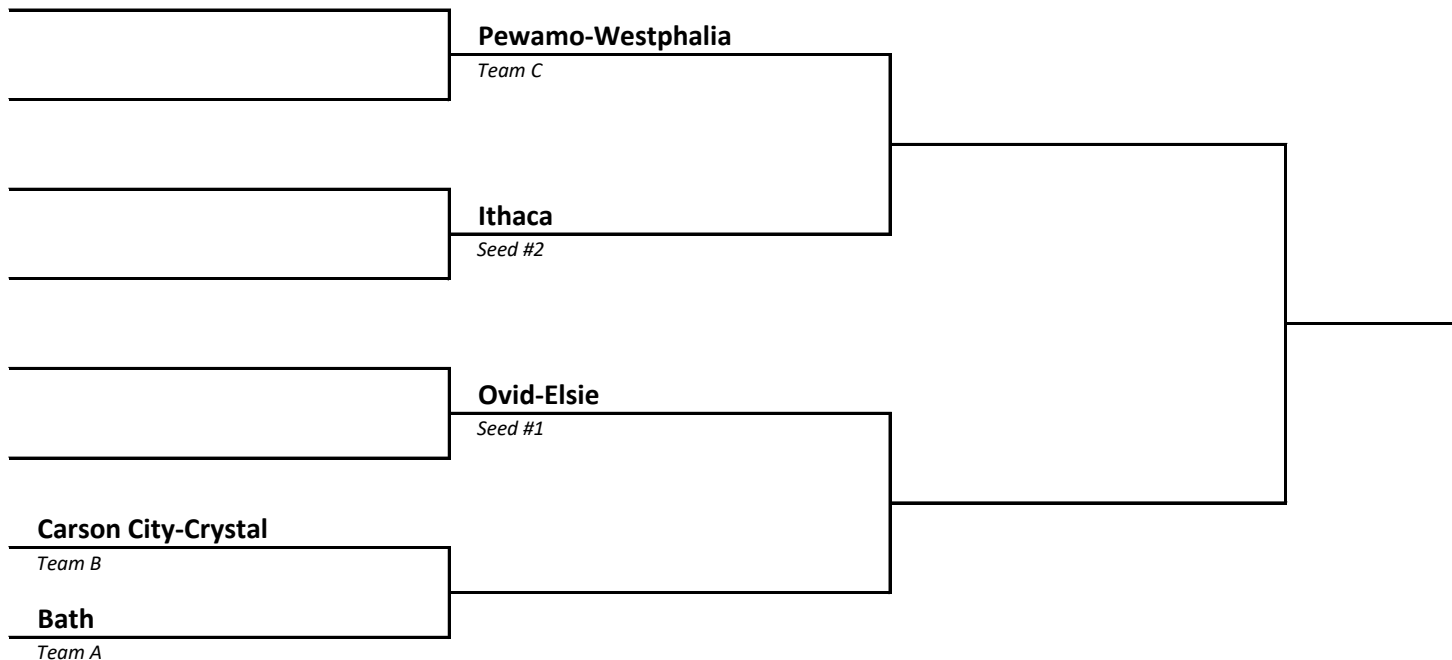 Pewamo-Westphalia
Team C
Ithaca
Seed #2
Ovid-Elsie
Seed #1
Carson City-Crystal
Team B
Bath
Team A